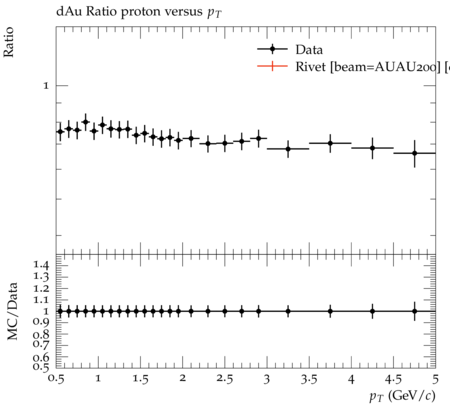 dAu Ratio proton versus p_T
Ratio
1
Data
Rivet [beam=AUAU200] [
MC/Data
1.4
1.3
1.2
1.1
1
0.9
0.8
0.7
0.6
0.5
0.5 1 1.5 2 2.5 3 3.5 4 4.5 5
p_T (GeV/c)